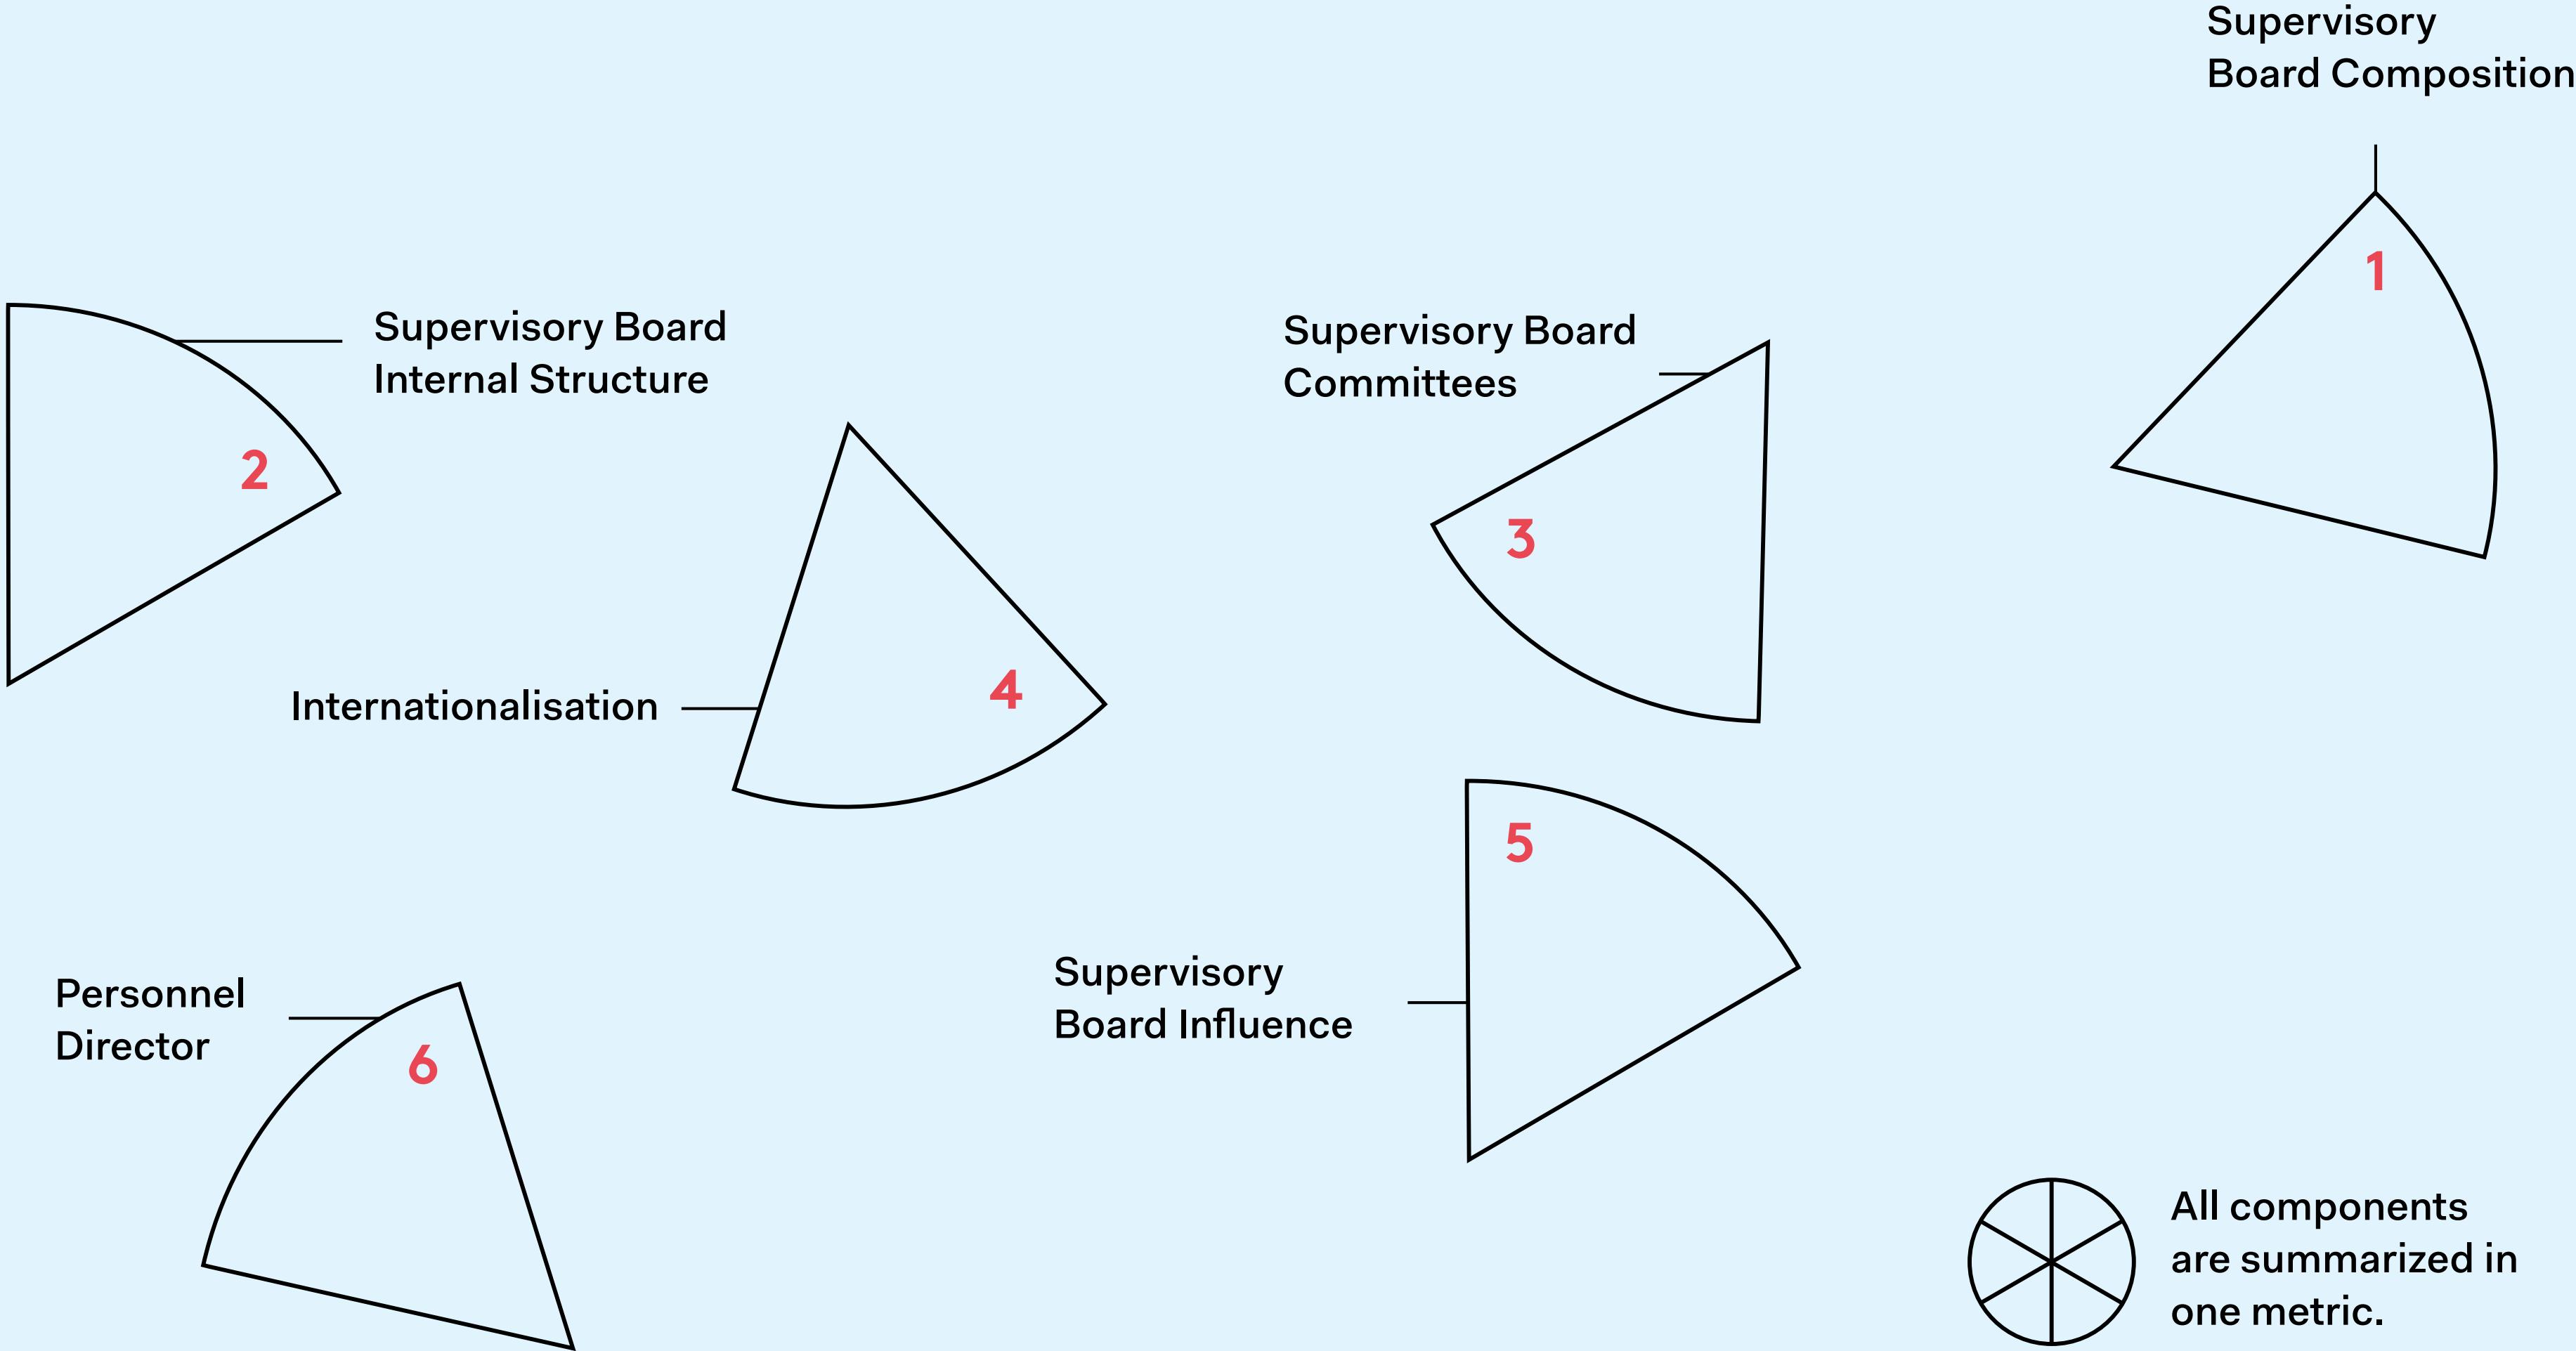 Supervisory
Board Composition
1
Supervisory Board
Internal Structure
2
Supervisory Board
Committees
3
Internationalisation
4
5
Supervisory
Board Influence
Personnel
Director
6
All components
are summarized in
one metric.